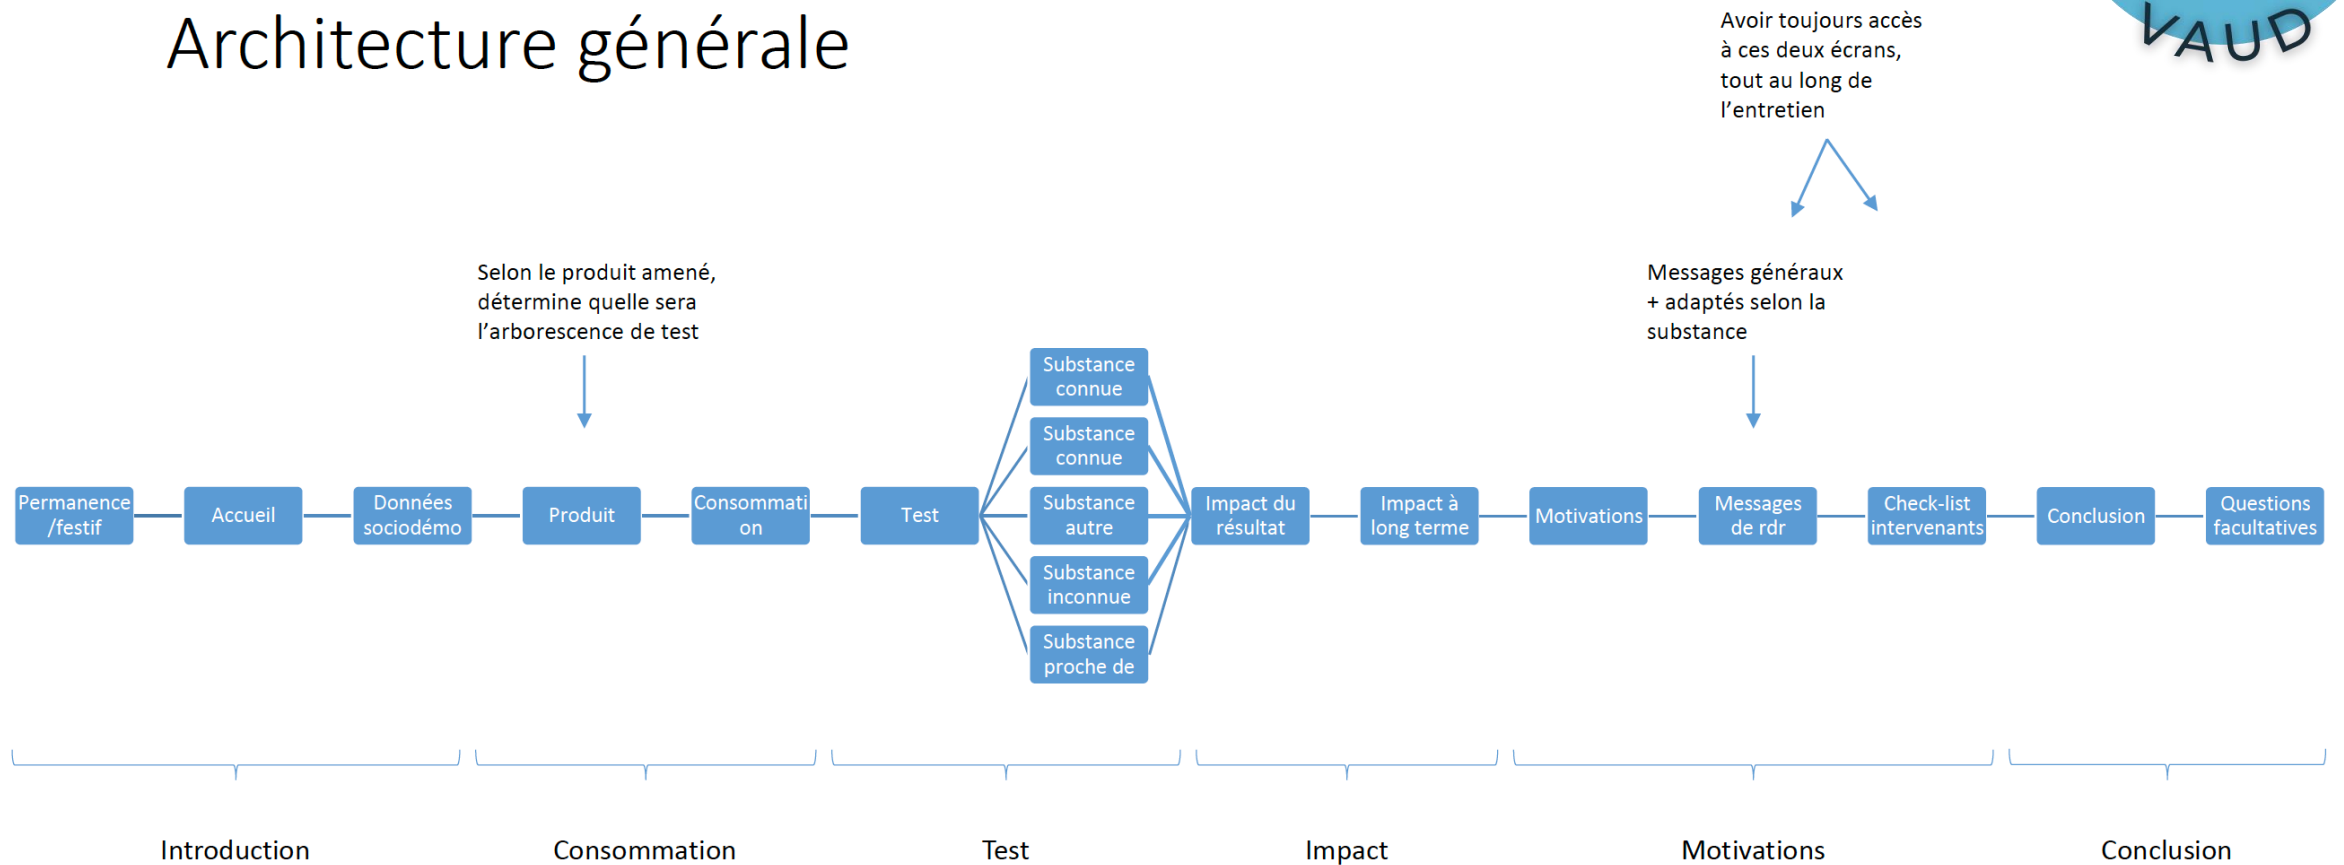 Architecture générale
VAUD
Avoir toujours accès
à ces deux écrans,
tout au long de
l'entretien
Selon le produit amené,
détermine quelle sera
l'arborescence de test
Messages généraux
+ adaptés selon la
substance
Permanence
/festif
Accueil
Données
sociodémo
Produit
Consommati
on
Test
Substance
connue
Substance
connue
Substance
autre
Substance
inconnue
Substance
proche de
Impact du
résultat
Impact à
long terme
Motivations
Messages
de rdr
Check-list
intervenants
Conclusion
Questions
facultatives
Introduction
Consommation
Test
Impact
Motivations
Conclusion